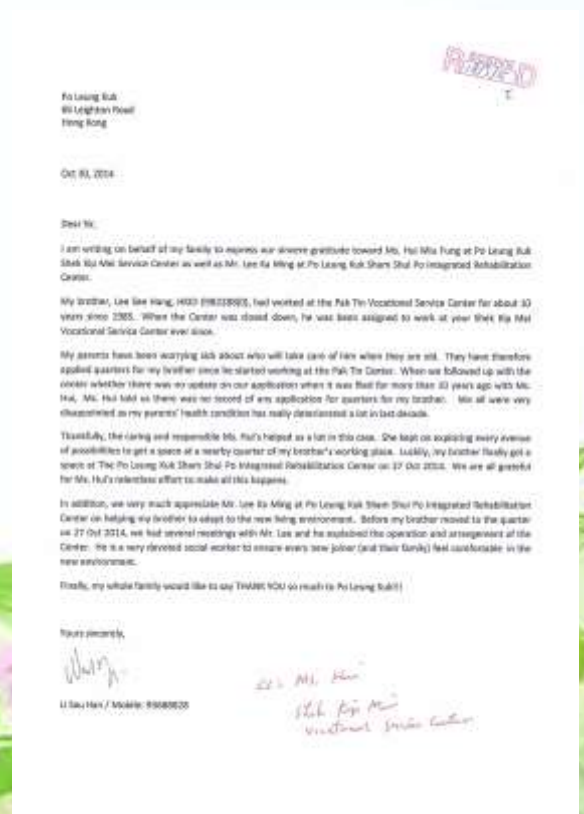 Po Leung Kuk
66 Leighton Road
Hong Kong
Oct 30, 2014
Dear Sir,
I am writing on behalf of my family to express our sincere gratitude toward Ms. Hui Miu Fung at Po Leung Kuk
Shek Kip Mei Service Center as well as Mr. Lee Ka Ming at Po Leung Kuk Sham Shui Po Integrated Rehabilitation
Center.
My brother, Lee See Hang, had worked at the Pak Tin Vocational Service Center for about 10
years since 1985. When the Center was closed down, he was been assigned to work at your Shek Kip Mei
Vocational Service Center ever since.
My parents have been worrying sick about who will take care of him when they are old. They have therefore
applied quarters for my brother since he started working at the Pak Tin Center. When we followed up with the
center whether there was no update on our application when it was filed for more than 10 years ago with Ms.
Hui, Ms. Hui told us there was no record of any application for quarters for my brother. We all were very
disappointed as my parents' health condition has really deteriorated a lot in last decade.
Thankfully, the caring and responsible Ms. Hui's helped us a lot in this case. She kept on exploring every avenue
of possibilities to get a space at a nearby quarter of my brother's working place. Luckily, my brother finally got a
space at The Po Leung Kuk Sham Shui Po Integrated Rehabilitation Center on 27 Oct 2014. We are all grateful
for Ms. Hui's relentless effort to make all this happens.
In addition, we very much appreciate Mr. Lee Ka Ming at Po Leung Kuk Sham Shui Po Integrated Rehabilitation
Center on helping my brother to adapt to the new living environment. Before my brother moved to the quarter
on 27 Oct 2014, we had several meetings with Mr. Lee and he explained the operation and arrangement of the
Center. He is a very devoted social worker to ensure every new joiner (and their family) feel comfortable in the
new environment.
Finally, my whole family would like to say THANK YOU so much to Po Leung Kuk!!!
Yours sincerely,
Li Sau Han / Mobile: 93688028
cc: Ms. Hui
Shek Kip Mei
Vocational Service Center